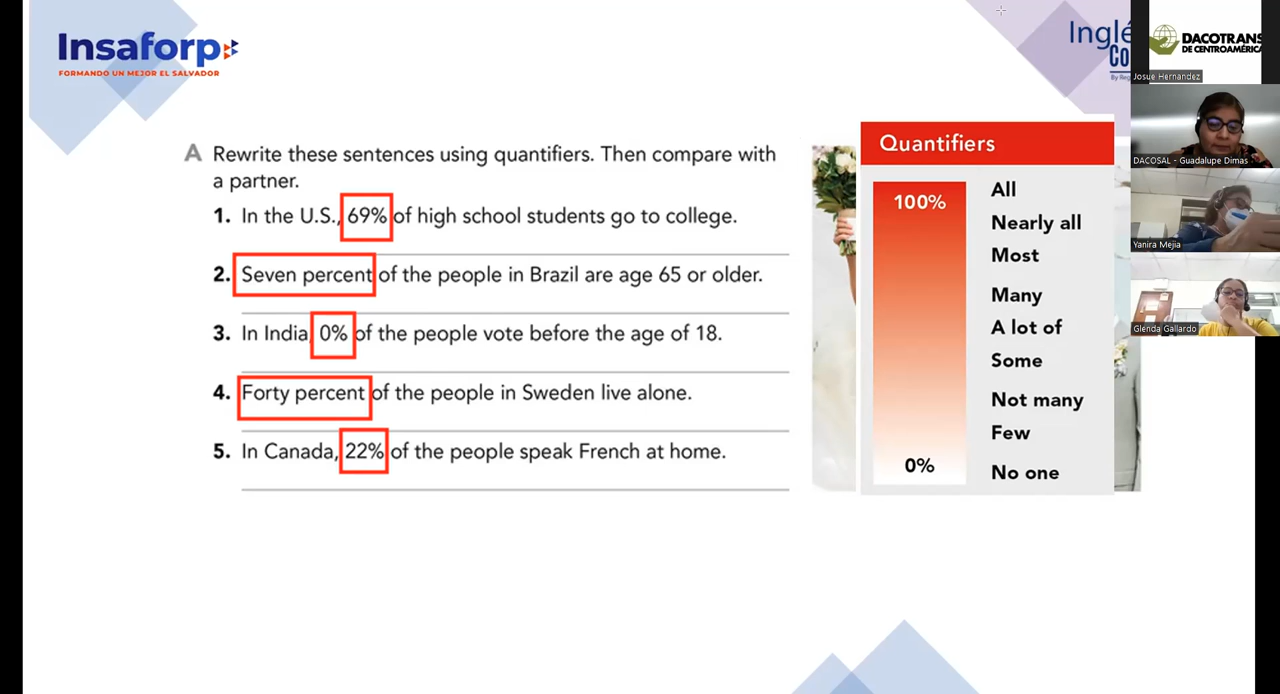 Insaforp
FORMANDO UN MEJOR EL SALVADOR
Inglé
CO
By Reg
DACOTRANS
DE CENTROAMÉRICA
Josue Hernandez
DACOSAL - Guadalupe Dimas
Yanira Mejia
Glenda Gallardo
A Rewrite these sentences using quantifiers. Then compare with
a partner.
1. In the U.S., 69% of high school students go to college.
2. Seven percent of the people in Brazil are age 65 or older.
3. In India, 0% of the people vote before the age of 18.
4. Forty percent of the people in Sweden live alone.
5. In Canada, 22% of the people speak French at home.
Quantifiers
100%
All
Nearly all
Most
Many
A lot of
Some
Not many
Few
0%
No one